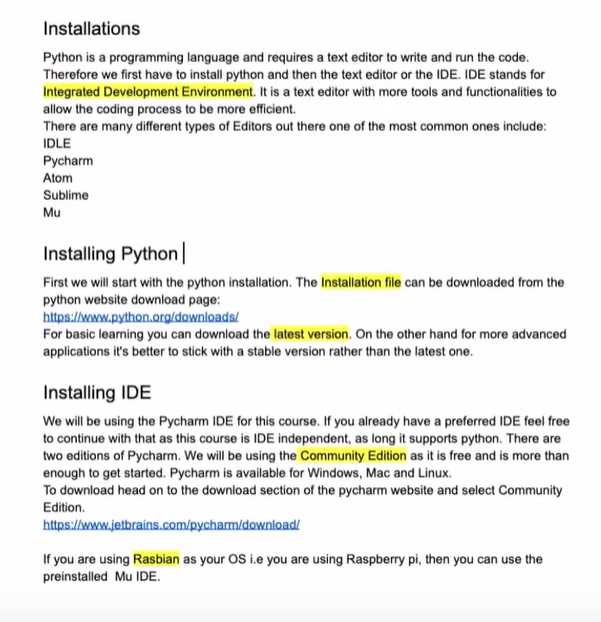 Installations
Python is a programming language and requires a text editor to write and run the code.
Therefore we first have to install python and then the text editor or the IDE. IDE stands for
Integrated Development Environment. It is a text editor with more tools and functionalities to
allow the coding process to be more efficient.
There are many different types of Editors out there one of the most common ones include:
IDLE
Pycharm
Atom
Sublime
Mu
Installing Python
First we will start with the python installation. The Installation file can be downloaded from the
python website download page:
https://www.python.org/downloads/
For basic learning you can download the latest version. On the other hand for more advanced
applications it's better to stick with a stable version rather than the latest one.
Installing IDE
We will be using the Pycharm IDE for this course. If you already have a preferred IDE feel free
to continue with that as this course is IDE independent, as long it supports python. There are
two editions of Pycharm. We will be using the Community Edition as it is free and is more than
enough to get started. Pycharm is available for Windows, Mac and Linux.
To download head on to the download section of the pycharm website and select Community
Edition.
https://www.jetbrains.com/pycharm/download/
If you are using Rasbian as your OS i.e you are using Raspberry pi, then you can use the
preinstalled Mu IDE.